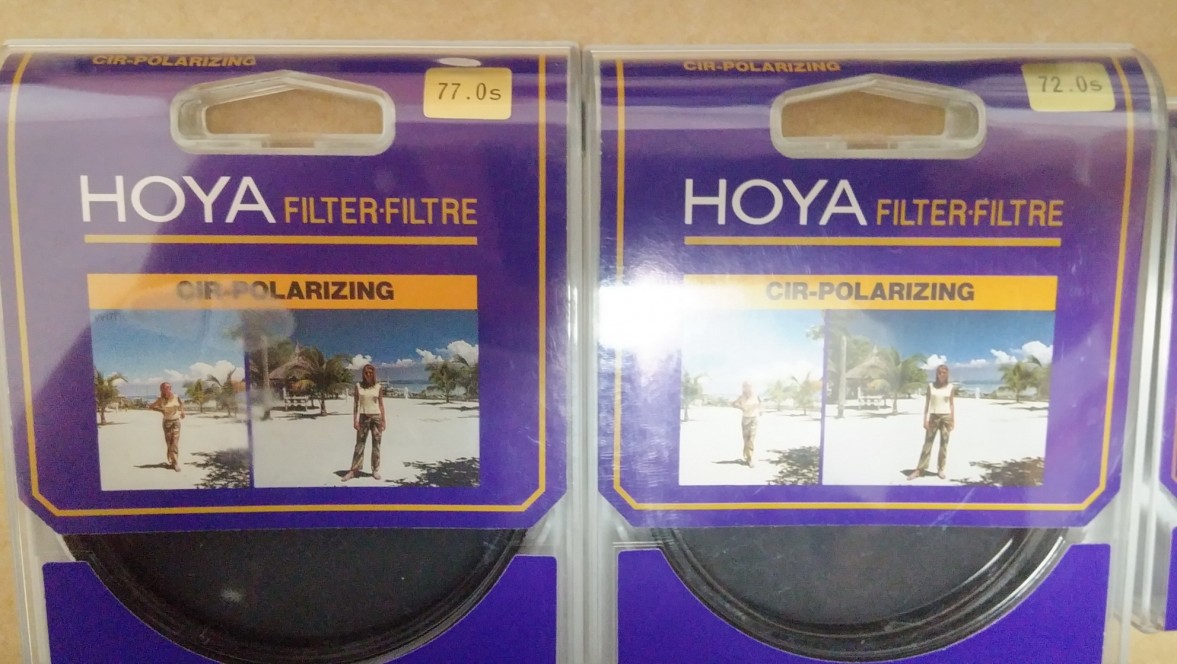 CIR-POLARIZING
77.0s
HOYA FILTER·FILTRE
CIR-POLARIZING
CIR-POLARIZING
72.0s
HOYA FILTER·FILTRE
CIR-POLARIZING